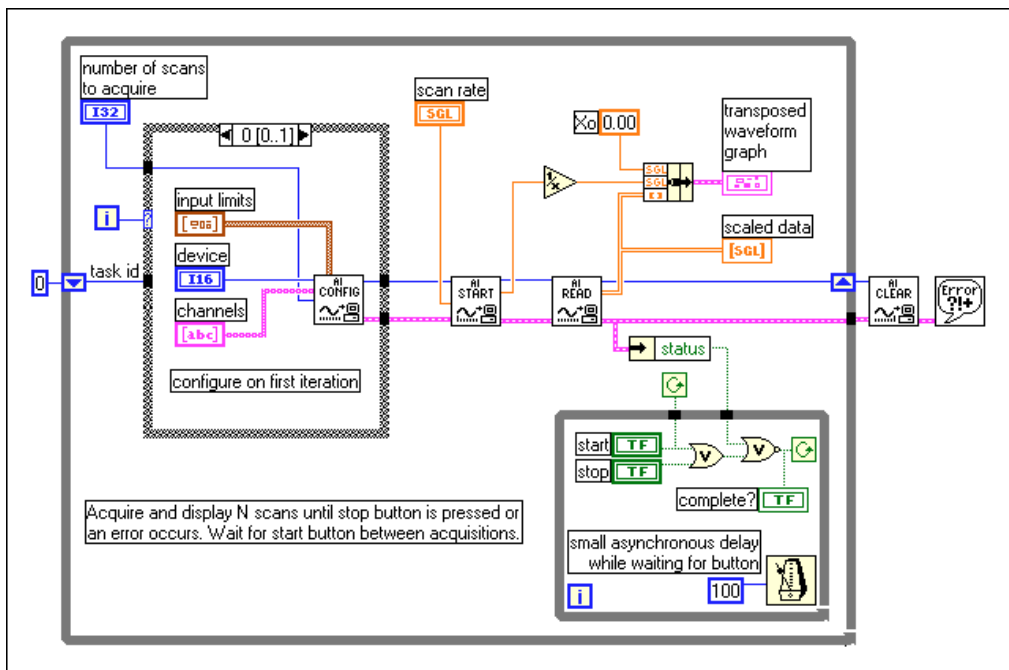 number of scans
to acquire
I32
0 [0..1]
i
?
input limits
device
I16
channels
[abc]
configure on first iteration
0
task id
AI
CONFIG
scan rate
SGL
AI
START
AI
READ
Xo 0.00
1/x
SGL
SGL
transposed
waveform
graph
scaled data
[SGL]
AI
CLEAR
Error
?!+
status
start TF
stop TF
V
V
complete? TF
Acquire and display N scans until stop button is pressed or
an error occurs. Wait for start button between acquisitions.
small asynchronous delay
while waiting for button
100
i